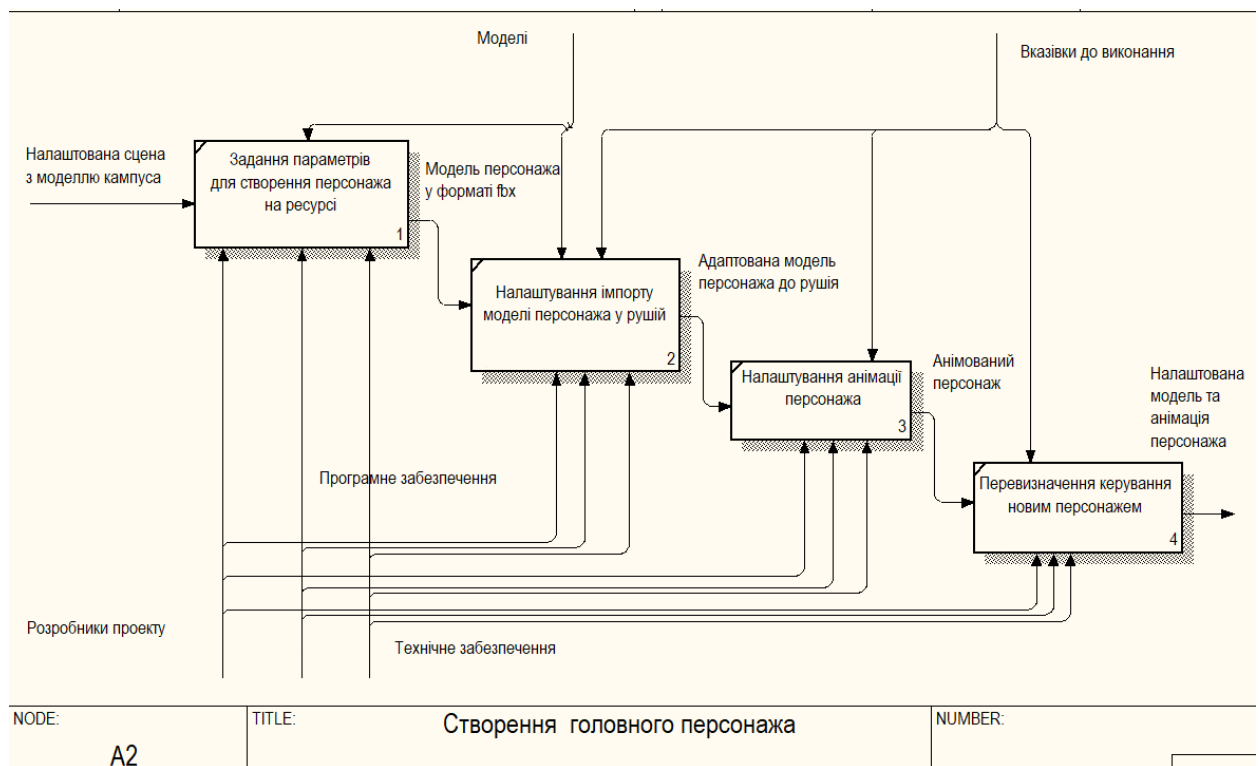 Моделі
Вказівки до виконання
Налаштована сцена
з моделлю кампуса
Задання параметрів
для створення персонажа
на ресурсі
1
Модель персонажа
у форматі fbx
Налаштування імпорту
моделі персонажа у рушій
2
Адаптована модель
персонажа до рушія
Налаштування анімації
персонажа
3
Анімований
персонаж
Налаштована
модель та
анімація
персонажа
Перевизначення керування
новим персонажем
4
Програмне забезпечення
Розробники проекту
Технічне забезпечення
NODE:
A2
TITLE:
Створення головного персонажа
NUMBER: